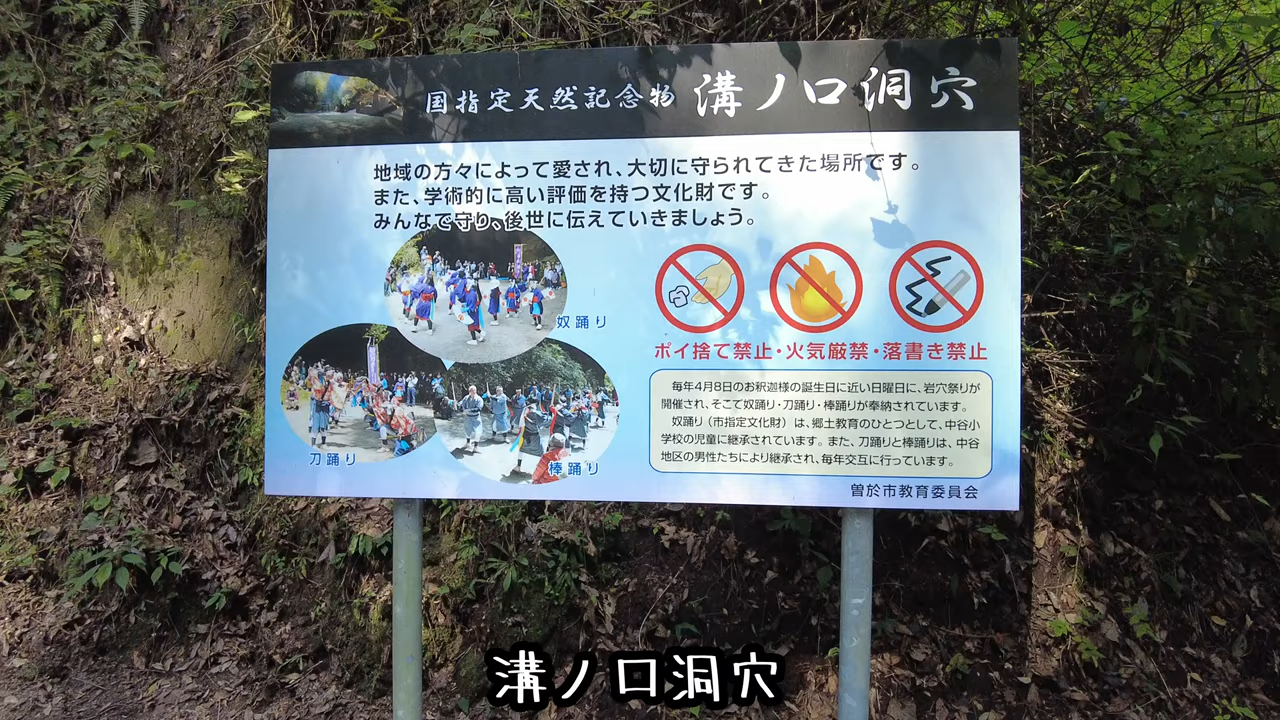 国指定天然記念物 溝ノ口洞穴
地域の方々によって愛され、大切に守られてきた場所です。
また、学術的に高い評価を持つ文化財です。
みんなで守り、後世に伝えていきましょう。
奴踊り
刀踊り
棒踊り
ポイ捨て禁止・火気厳禁・落書き禁止
毎年4月8日のお釈迦様の誕生日に近い日曜日に、岩穴祭りが
開催され、そこで奴踊り・刀踊り・棒踊りが奉納されています。
奴踊り（市指定文化財）は、郷土教育のひとつとして、中谷小
学校の児童に継承されています。また、刀踊りと棒踊りは、中谷
地区の男性たちにより継承され、毎年交互に行っています。
曽於市教育委員会
溝ノ口洞穴